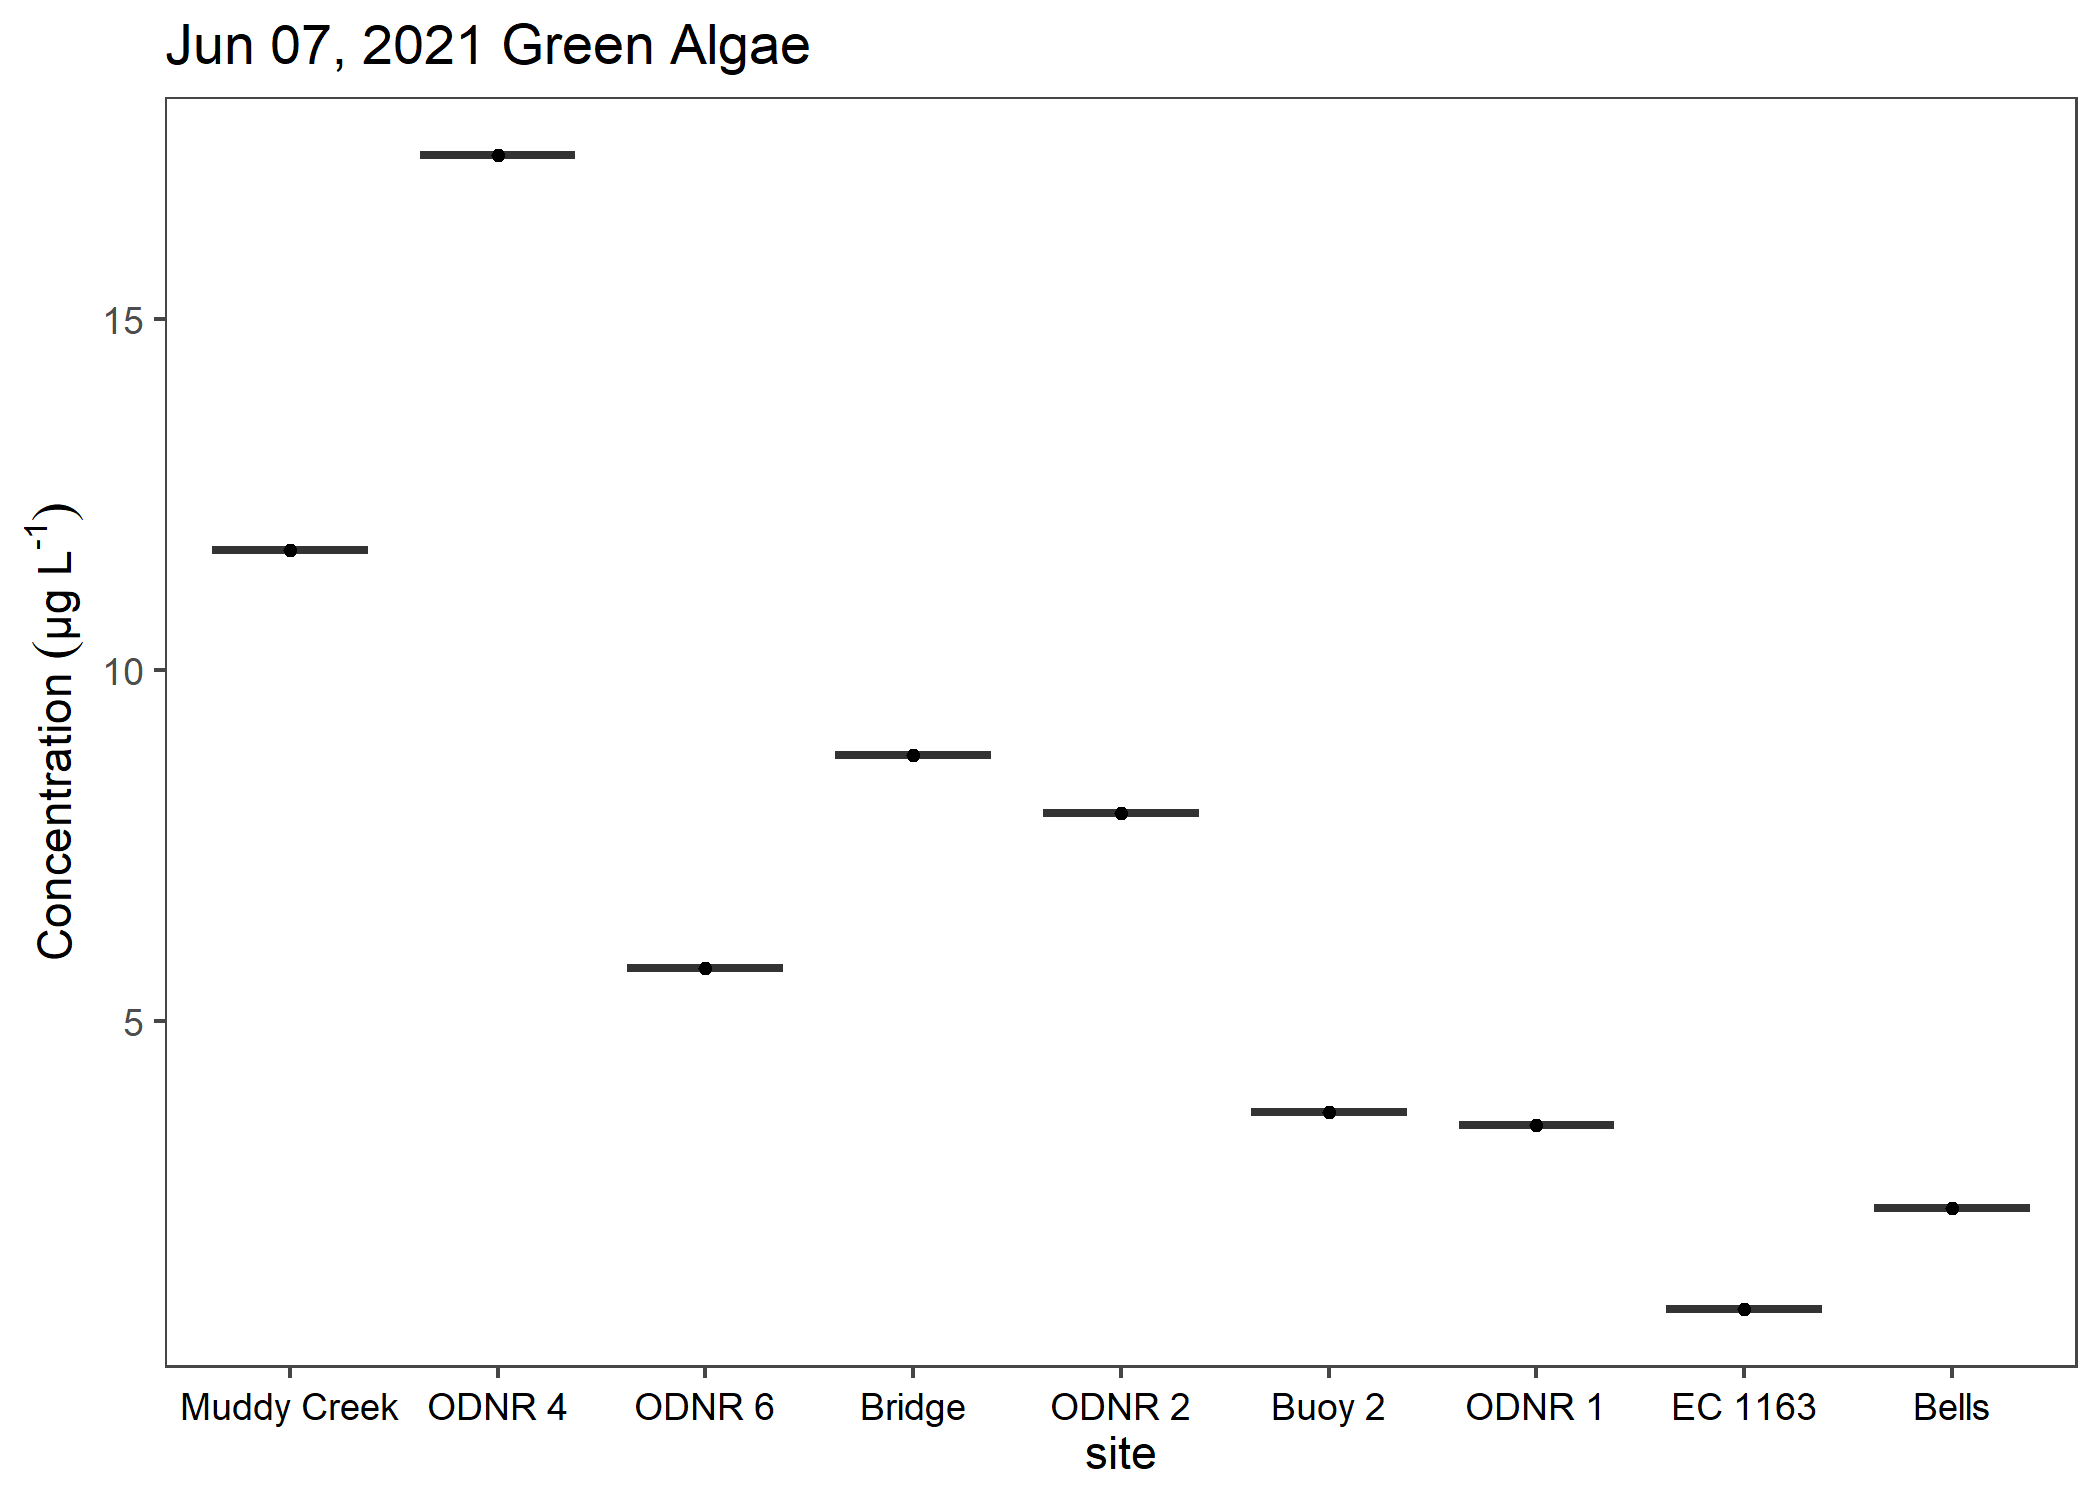 Jun 07, 2021 Green Algae
Concentration (µg L⁻¹)
15
10
5
Muddy Creek ODNR 4 ODNR 6 Bridge ODNR 2 Buoy 2 ODNR 1 EC 1163 Bells
site